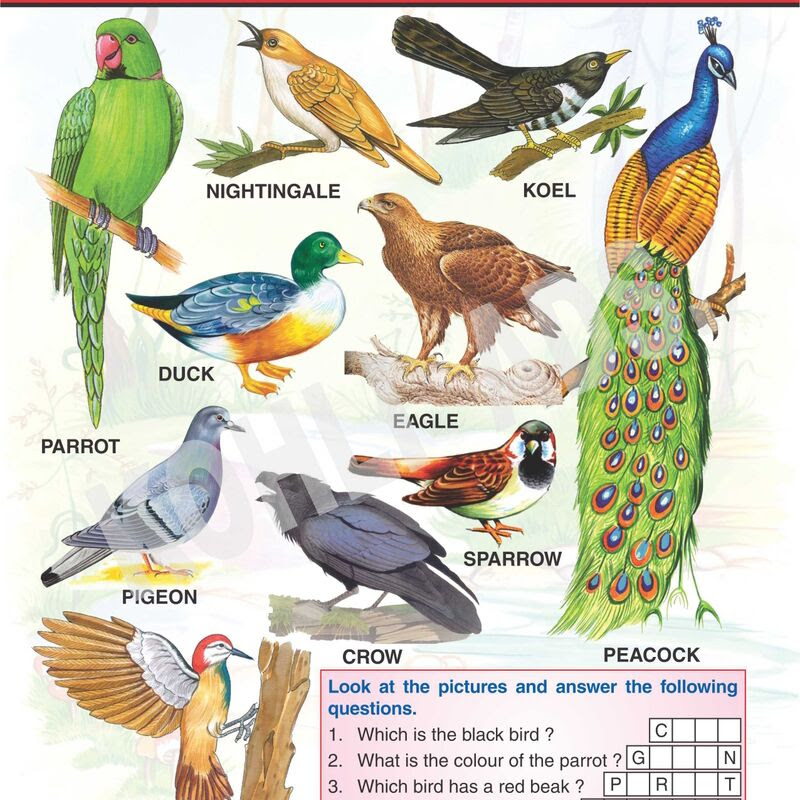 NIGHTINGALE
KOEL
DUCK
EAGLE
PARROT
SPARROW
PIGEON
CROW
PEACOCK
Look at the pictures and answer the following
questions.
1. Which is the black bird ? C
2. What is the colour of the parrot ? G N
3. Which bird has a red beak ? P R T